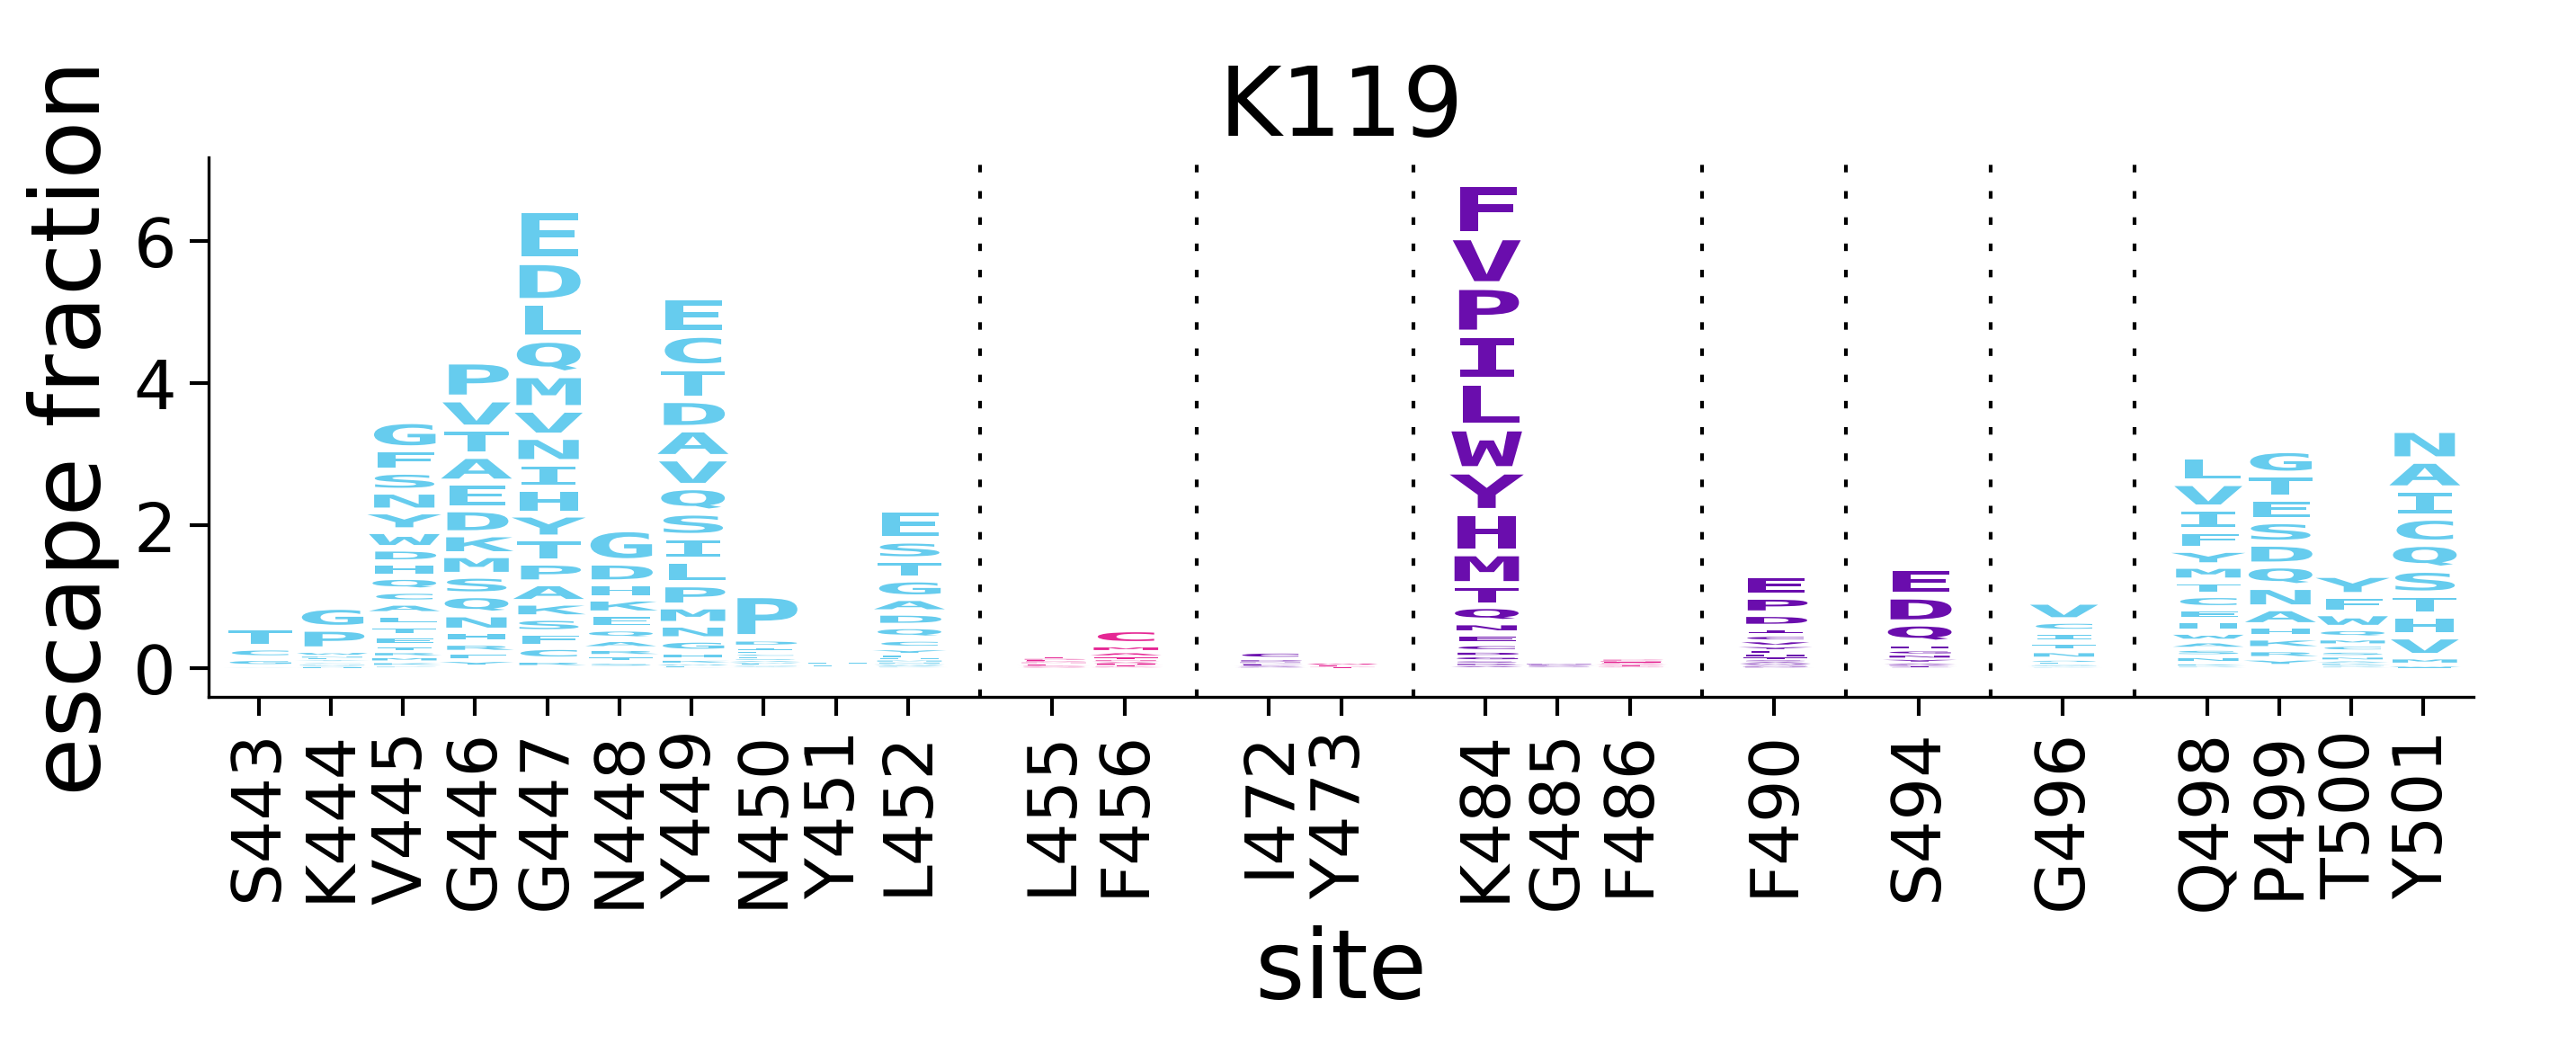 K119
escape fraction
6
4
2
0
S443 K444 V445 G446 G447 N448 Y449 N450 Y451 L452 L455 F456 I472 Y473 K484 G485 F486 F490 S494 G496 Q498 P499 T500 Y501
site
T
G P
G F S N Y W D H Q C A
P V T A E D K M S Q N H
E D L Q M V N I H Y T P A K S F C
G D H K E Q A
E C T D A V Q S I L P M N G H
P
E S T G A D Q C
C M
F V P I L W Y H M T Q N E
E P D
E D Q
V C I
L V I F Y M T C E H W
G T E S D Q N A H K R Y
Y F W Q M
N A I C Q S T H V M